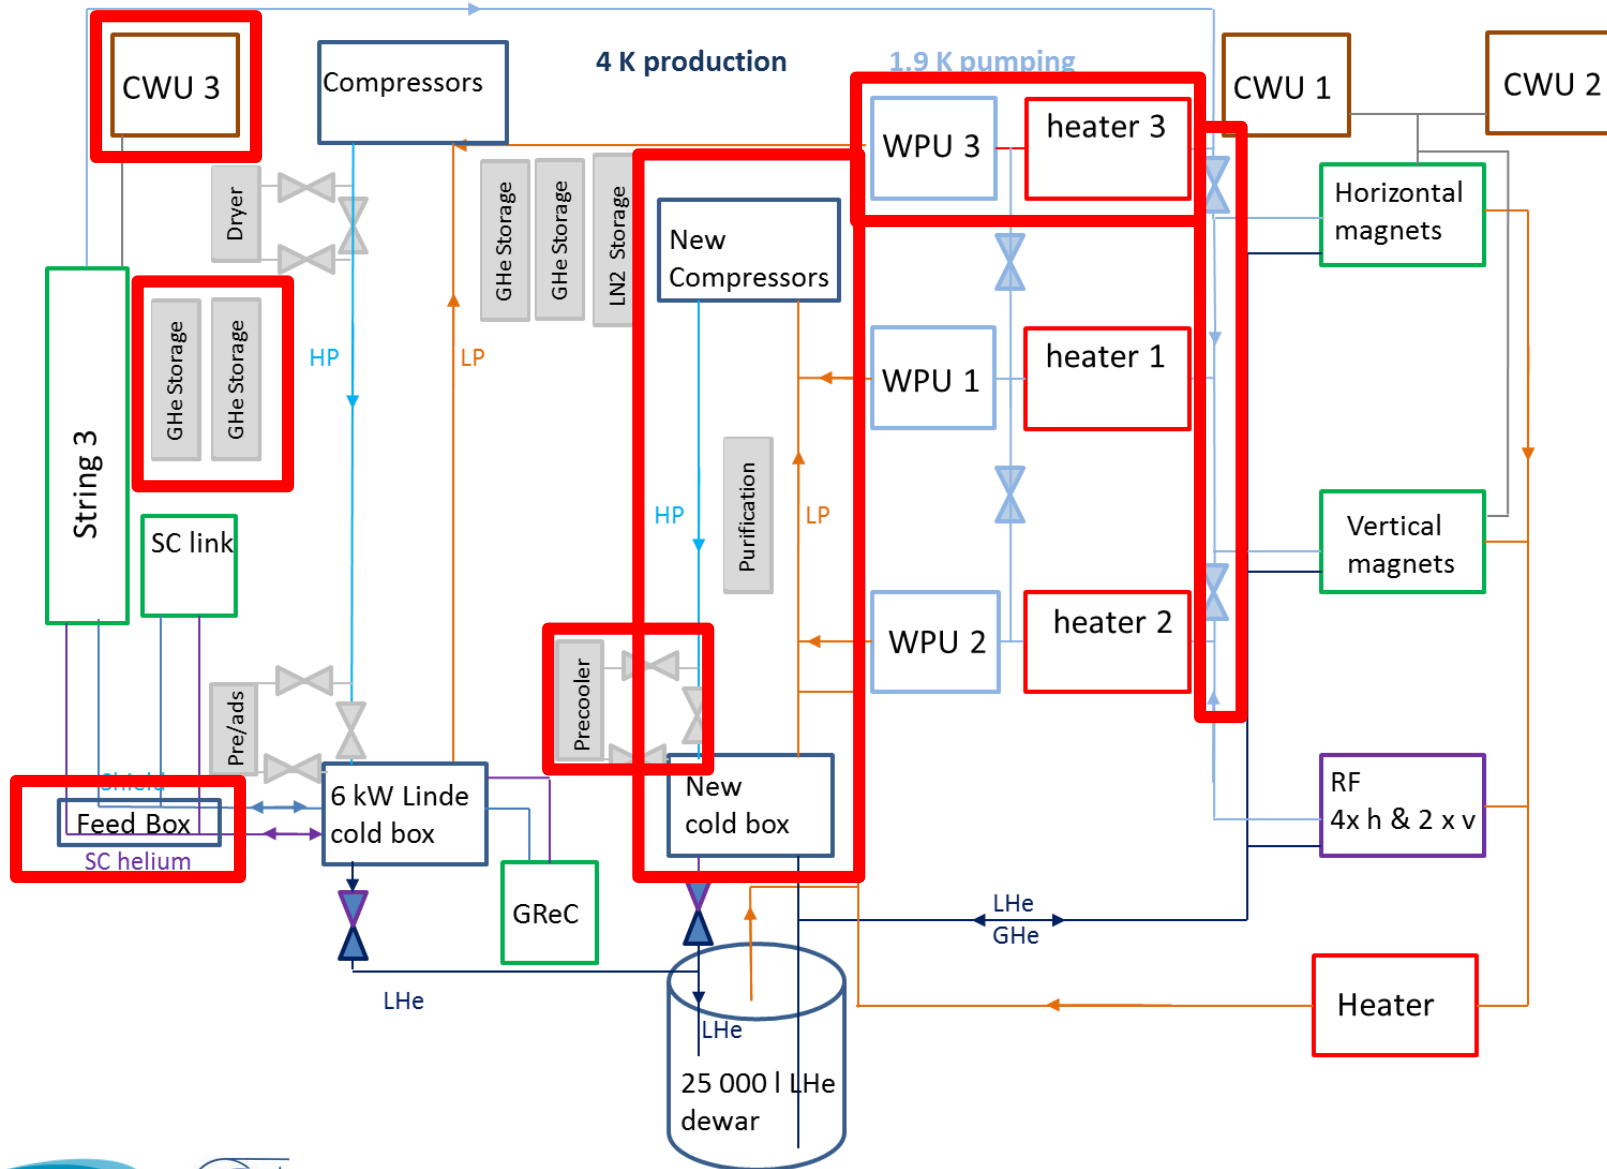 4 K production
1.9 K pumping
CWU 3
Compressors
CWU 1
CWU 2
WPU 3
heater 3
Dryer
GHe Storage
GHe Storage
LN2 Storage
New
Compressors
Horizontal
magnets
GHe Storage
GHe Storage
HP
LP
WPU 1
heater 1
String 3
SC link
HP
Purification
LP
Vertical
magnets
WPU 2
heater 2
Precooler
Pre/ads
Shield
Feed Box
SC helium
6 kW Linde
cold box
New
cold box
RF
4x h & 2 x v
GReC
LHe
GHe
LHe
LHe
Heater
25 000 l LHe
dewar